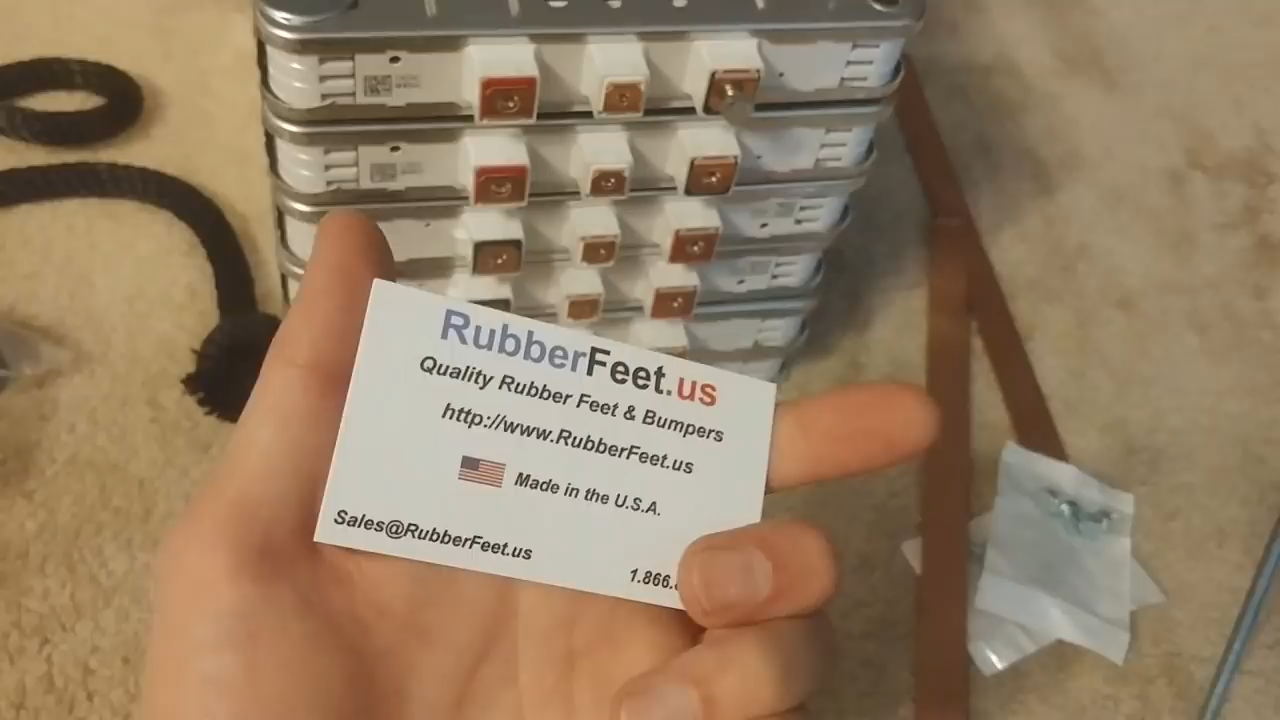 RubberFeet.us
Quality Rubber Feet & Bumpers
http://www.RubberFeet.us
Made in the U.S.A.
Sales@RubberFeet.us
1.866.